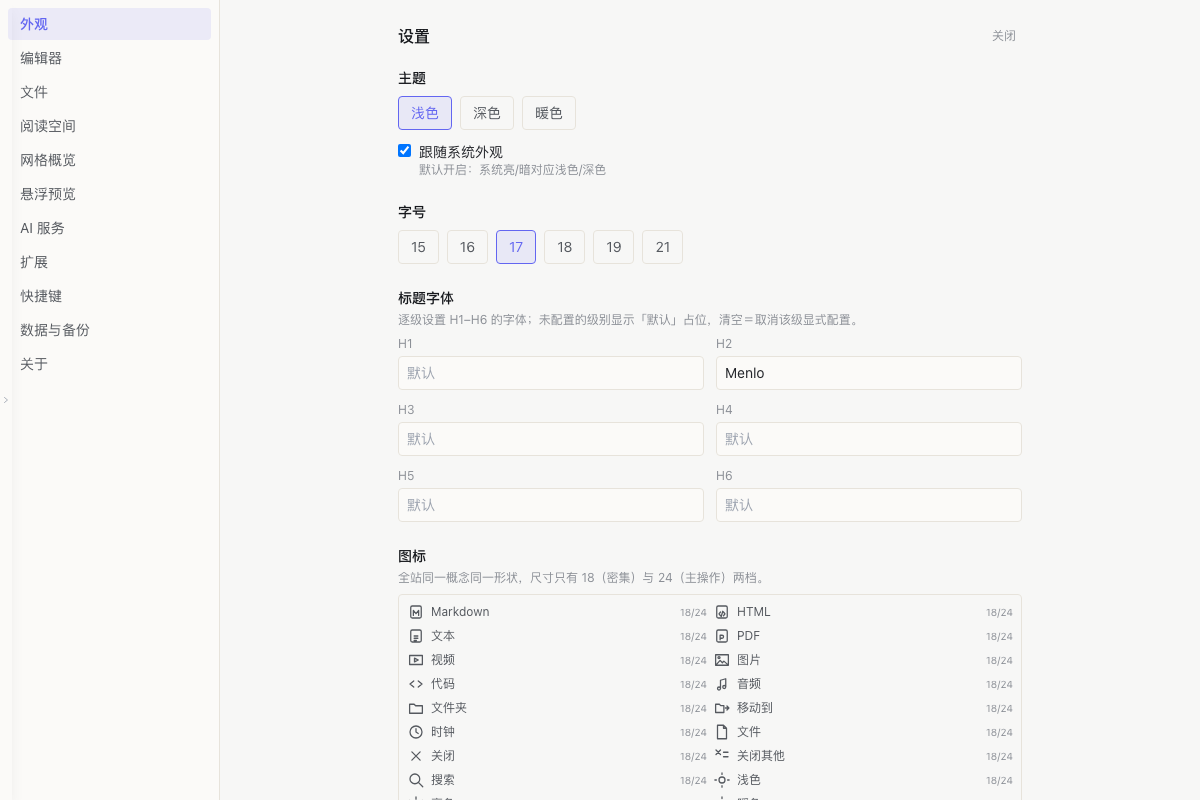 外观
编辑器
文件
阅读空间
网格概览
悬浮预览
AI 服务
扩展
快捷键
数据与备份
关于
设置
关闭
主题
浅色 深色 暖色
跟随系统外观
默认开启：系统亮/暗对应浅色/深色
字号
15 16 17 18 19 21
标题字体
逐级设置 H1–H6 的字体；未配置的级别显示「默认」占位，清空＝取消该级显式配置。
H1 H2
默认 Menlo
H3 H4
默认 默认
H5 H6
默认 默认
图标
全站同一概念同一形状，尺寸只有 18（密集）与 24（主操作）两档。
Markdown 18/24 HTML 18/24
文本 18/24 PDF 18/24
视频 18/24 图片 18/24
代码 18/24 音频 18/24
文件夹 18/24 移动到 18/24
时钟 18/24 文件 18/24
关闭 18/24 关闭其他 18/24
搜索 18/24 浅色 18/24